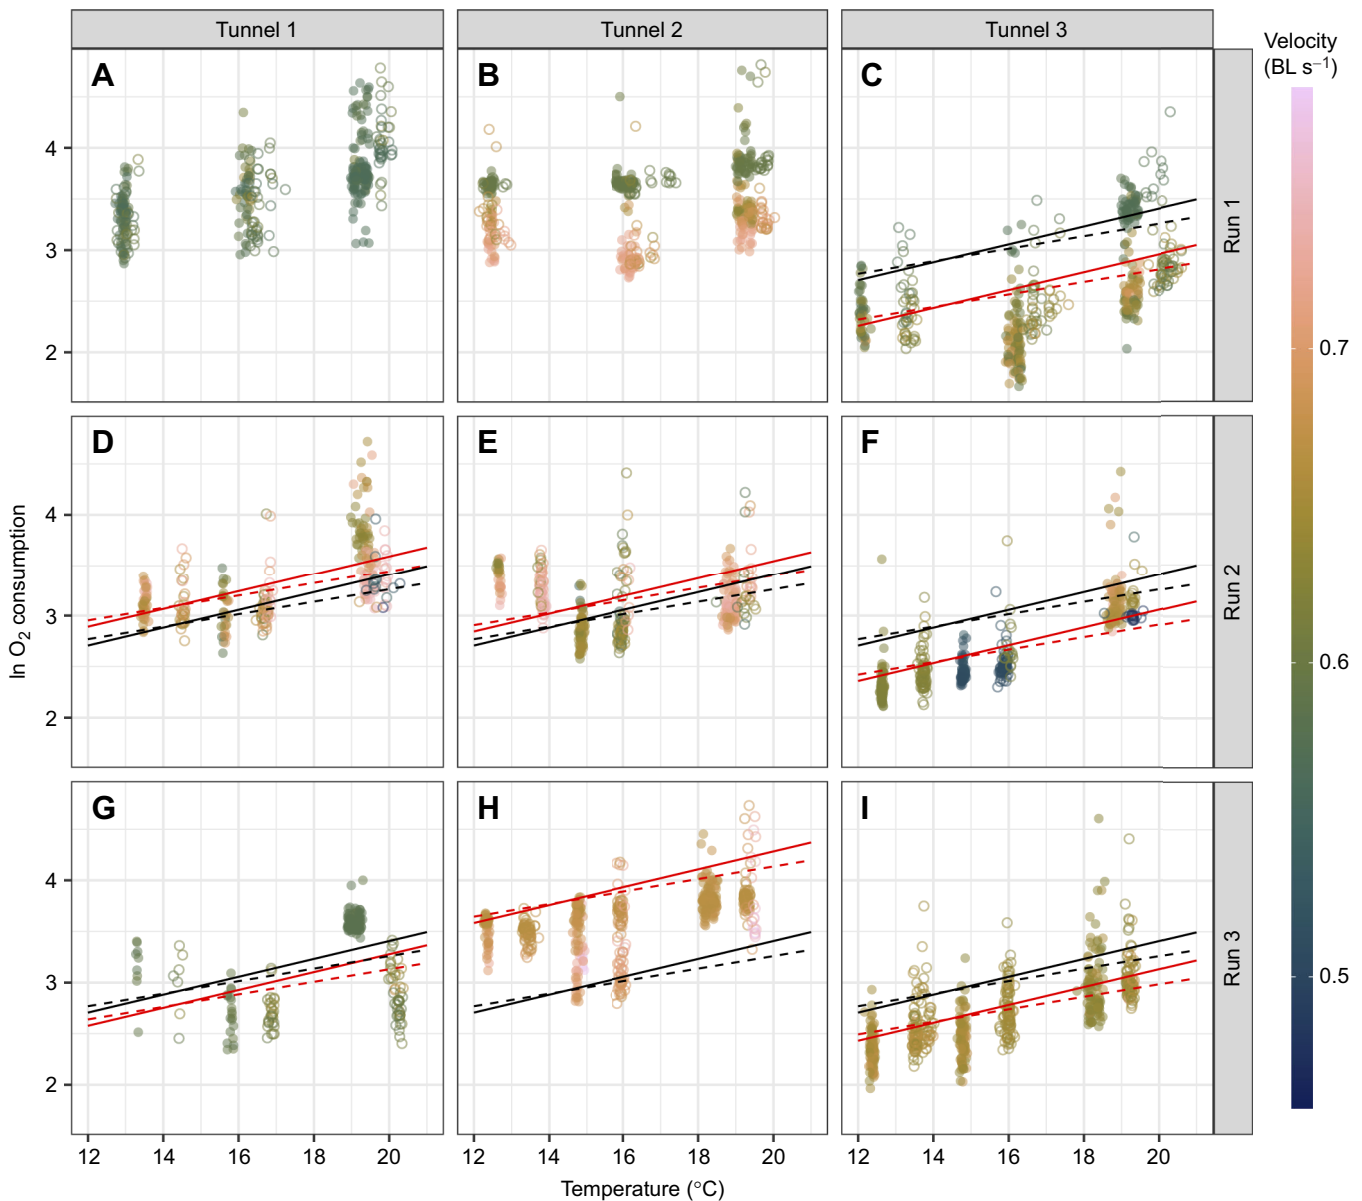 Tunnel 1 Tunnel 2 Tunnel 3
Velocity
(BL s⁻¹)
A B C
4
3
2
Run 1
0.7
D E F
4
3
2
Run 2
0.6
ln O₂ consumption
G H I
4
3
2
Run 3
0.5
12 14 16 18 20 12 14 16 18 20 12 14 16 18 20
Temperature (°C)